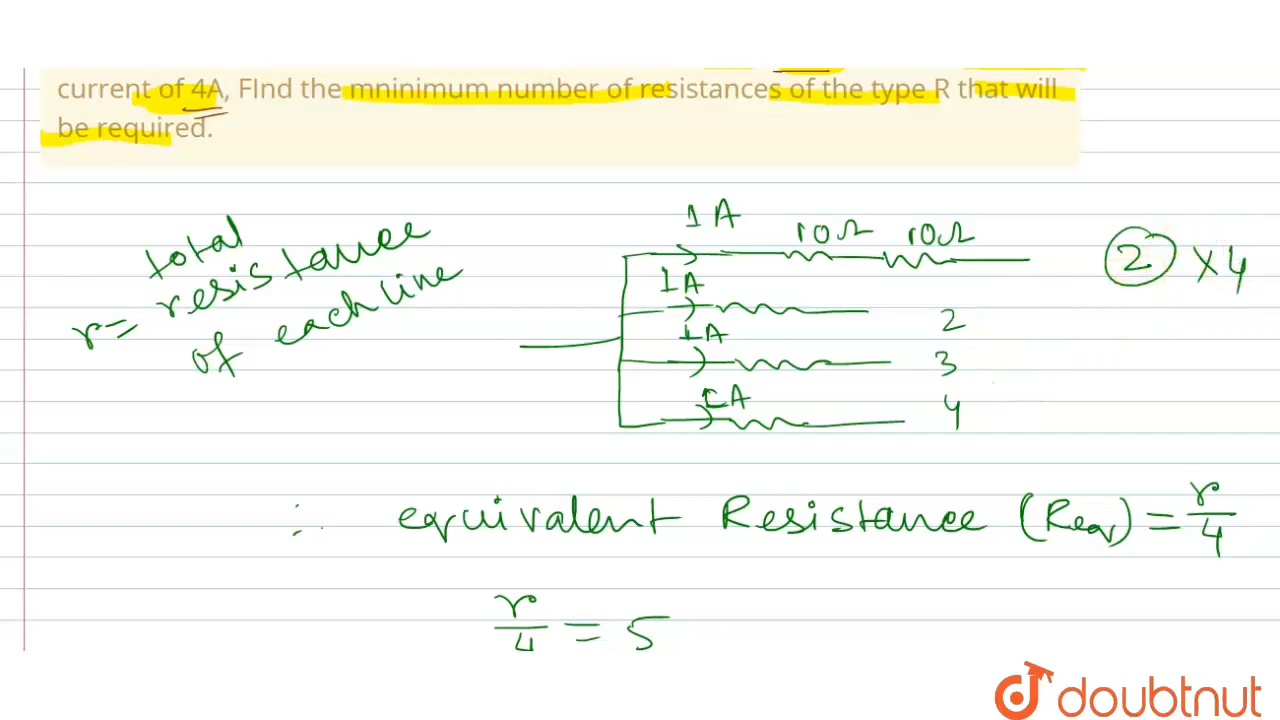 current of 4A, FInd the mninimum number of resistances of the type R that will
be required.
r = total
resistance
of each line
1 A
10Ω 10Ω
2 × 4
1A
2
1A
3
1A
4
∴ equivalent Resistance (Req) = r/4
r/4 = 5
doubtnut